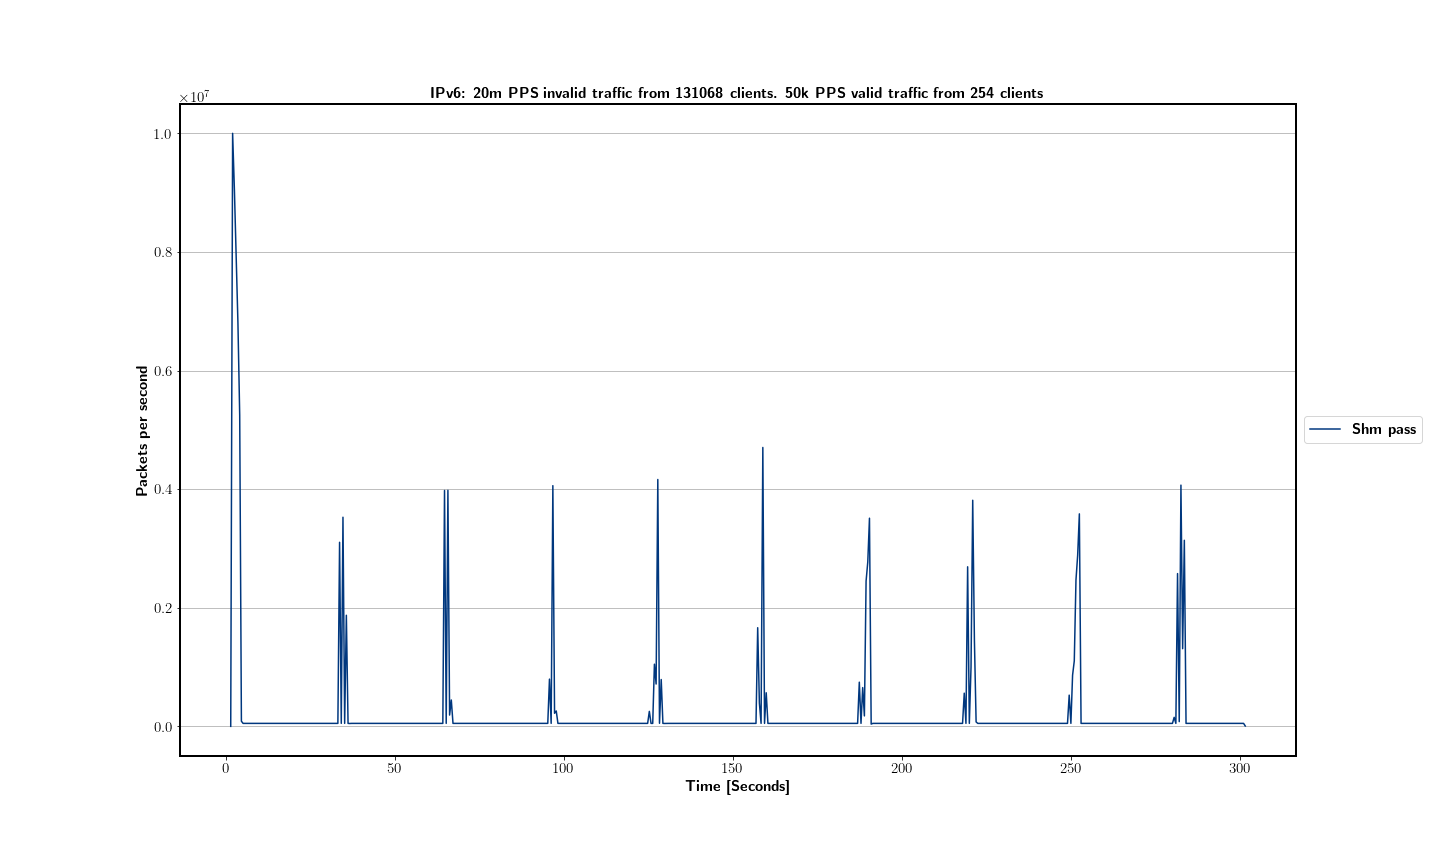 IPv6: 20m PPS invalid traffic from 131068 clients. 50k PPS valid traffic from 254 clients
×10⁷
1.0
0.8
0.6
0.4
0.2
0.0
Packets per second
0 50 100 150 200 250 300
Time [Seconds]
Shm pass